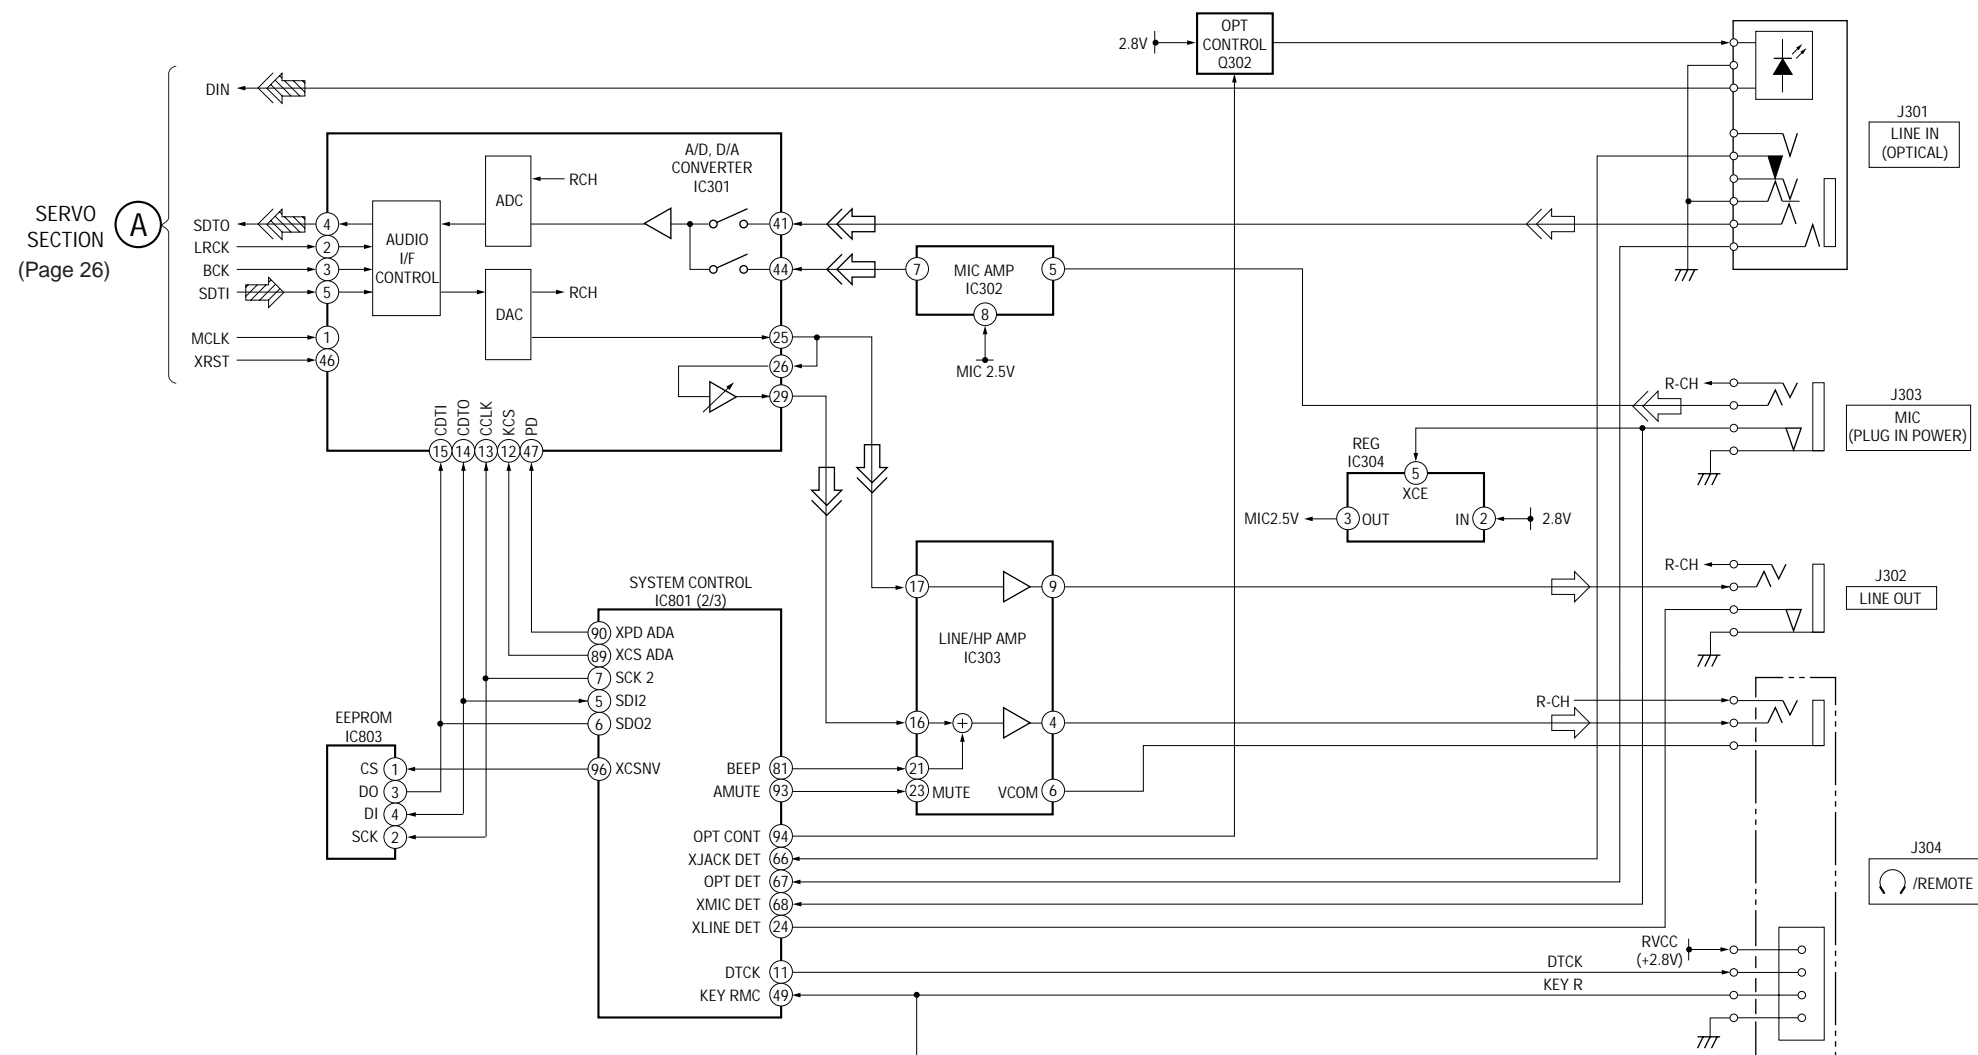 OPT
CONTROL
Q302
2.8V
DIN
J301
LINE IN
(OPTICAL)
SERVO
SECTION
(Page 26)
A
A/D, D/A
CONVERTER
IC301
ADC
RCH
SDTO
LRCK
BCK
SDTI
MCLK
XRST
4
2
3
5
1
46
AUDIO
I/F
CONTROL
DAC
RCH
41
44
25
26
29
7
MIC AMP
IC302
5
8
MIC 2.5V
CDTI
CDTO
CCLK
KCS
PD
15
14
13
12
47
R-CH
J303
MIC
(PLUG IN POWER)
REG
IC304
5
XCE
MIC2.5V
3
OUT
IN
2
2.8V
R-CH
J302
LINE OUT
17
9
LINE/HP AMP
IC303
16
+
4
21
23
MUTE
VCOM
6
R-CH
SYSTEM CONTROL
IC801 (2/3)
90
XPD ADA
89
XCS ADA
7
SCK 2
5
SDI2
6
SDO2
96
XCSNV
EEPROM
IC803
CS
1
DO
3
DI
4
SCK
2
BEEP
81
AMUTE
93
OPT CONT
94
XJACK DET
66
OPT DET
67
XMIC DET
68
XLINE DET
24
DTCK
11
KEY RMC
49
J304
/REMOTE
RVCC
(+2.8V)
DTCK
KEY R